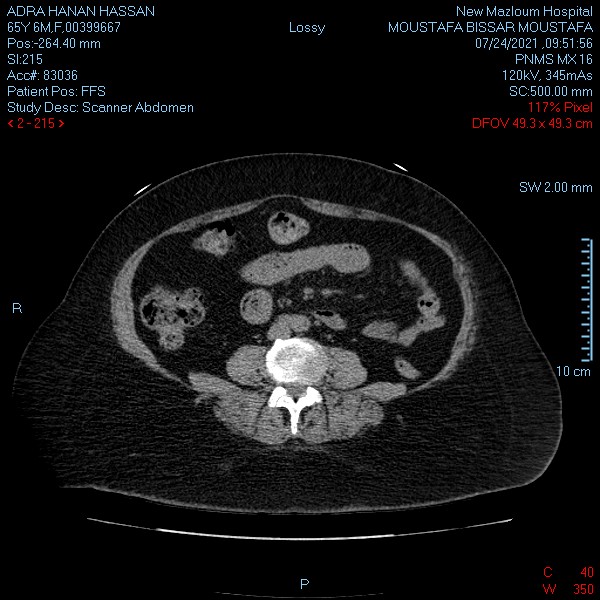 ADRA HANAN HASSAN
65Y 6M,F,00399667
Pos:-264.40 mm
SI:215
Acc#: 83036
Patient Pos: FFS
Study Desc: Scanner Abdomen
< 2 - 215 >
Lossy
New Mazloum Hospital
MOUSTAFA BISSAR MOUSTAFA
07/24/2021 ,09:51:56
PNMS MX 16
120kV, 345mAs
SC:500.00 mm
117% Pixel
DFOV 49.3 x 49.3 cm
SW 2.00 mm
R
10 cm
P
C 40
W 350